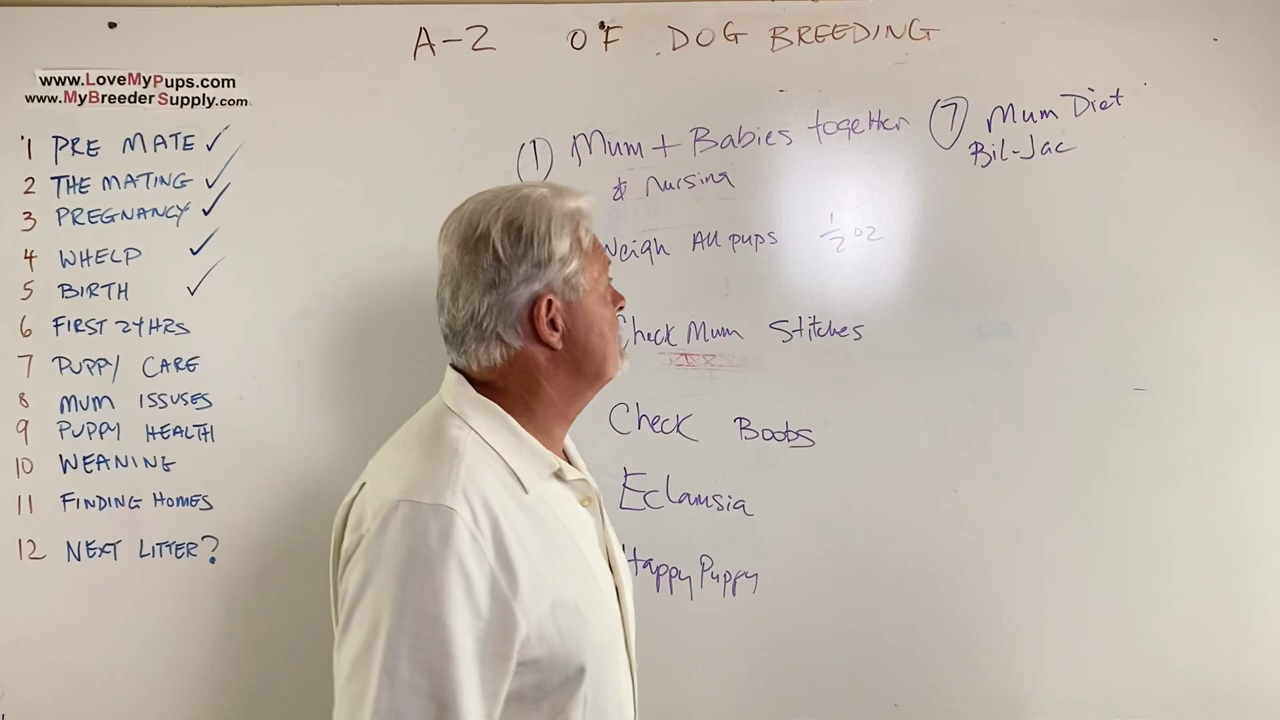 A-Z OF DOG BREEDING
www.LoveMyPups.com
www.MyBreederSupply.com
1 PRE MATE ✓
2 THE MATING ✓
3 PREGNANCY ✓
4 WHELP ✓
5 BIRTH ✓
6 FIRST 24HRS
7 PUPPY CARE
8 MUM ISSUSES
9 PUPPY HEALTH
10 WEANING
11 FINDING HOMES
12 NEXT LITTER?
① Mum + Babies together
& nursing
Weigh All pups ½ oz
Check Mum Stitches
Check Boobs
Eclamsia
Happy Puppy
⑦ Mum Diet
Bil-Jac